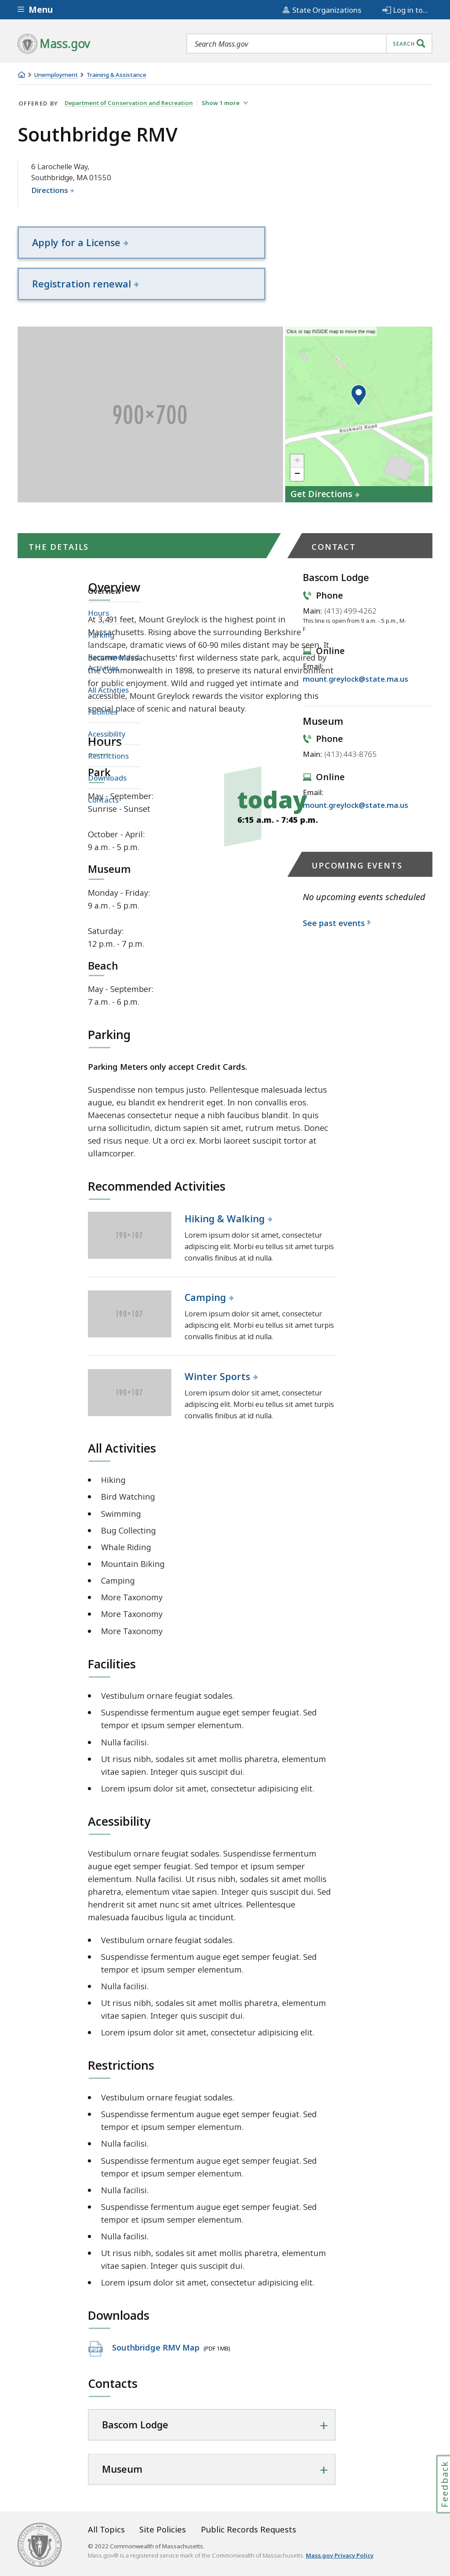 Menu
State Organizations
Log in to...
Mass.gov
Search Mass.gov
SEARCH
Unemployment
Training & Assistance
OFFERED BY
Department of Conservation and Recreation
Show 1 more
Southbridge RMV
6 Larochelle Way,
Southbridge, MA 01550
Directions
Apply for a License
Registration renewal
900×700
Click or tap INSIDE map to move the map
Rockwell Road
+
−
Get Directions
THE DETAILS
Overview
Hours
Parking
Recommended
Activities
All Activities
Facilities
Acessibility
Restrictions
Downloads
Contacts
Overview
At 3,491 feet, Mount Greylock is the highest point in
Massachusetts. Rising above the surrounding Berkshire
landscape, dramatic views of 60-90 miles distant may be seen. It
became Massachusetts' first wilderness state park, acquired by
the Commonwealth in 1898, to preserve its natural environment
for public enjoyment. Wild and rugged yet intimate and
accessible, Mount Greylock rewards the visitor exploring this
special place of scenic and natural beauty.
Hours
Park
May - September:
Sunrise - Sunset
October - April:
9 a.m. - 5 p.m.
today
6:15 a.m. - 7:45 p.m.
Museum
Monday - Friday:
9 a.m. - 5 p.m.
Saturday:
12 p.m. - 7 p.m.
Beach
May - September:
7 a.m. - 6 p.m.
Parking
Parking Meters only accept Credit Cards.
Suspendisse non tempus justo. Pellentesque malesuada lectus
augue, eu blandit ex hendrerit eget. In non convallis eros.
Maecenas consectetur neque a nibh faucibus blandit. In quis
urna sollicitudin, dictum sapien sit amet, rutrum metus. Donec
sed risus neque. Ut a orci ex. Morbi laoreet suscipit tortor at
ullamcorper.
Recommended Activities
190×107
Hiking & Walking
Lorem ipsum dolor sit amet, consectetur
adipiscing elit. Morbi eu tellus sit amet turpis
convallis finibus at id nulla.
190×107
Camping
Lorem ipsum dolor sit amet, consectetur
adipiscing elit. Morbi eu tellus sit amet turpis
convallis finibus at id nulla.
190×107
Winter Sports
Lorem ipsum dolor sit amet, consectetur
adipiscing elit. Morbi eu tellus sit amet turpis
convallis finibus at id nulla.
All Activities
Hiking
Bird Watching
Swimming
Bug Collecting
Whale Riding
Mountain Biking
Camping
More Taxonomy
More Taxonomy
More Taxonomy
Facilities
Vestibulum ornare feugiat sodales.
Suspendisse fermentum augue eget semper feugiat. Sed
tempor et ipsum semper elementum.
Nulla facilisi.
Ut risus nibh, sodales sit amet mollis pharetra, elementum
vitae sapien. Integer quis suscipit dui.
Lorem ipsum dolor sit amet, consectetur adipisicing elit.
Acessibility
Vestibulum ornare feugiat sodales. Suspendisse fermentum
augue eget semper feugiat. Sed tempor et ipsum semper
elementum. Nulla facilisi. Ut risus nibh, sodales sit amet mollis
pharetra, elementum vitae sapien. Integer quis suscipit dui. Sed
hendrerit sit amet nunc sit amet ultrices. Pellentesque
malesuada faucibus ligula ac tincidunt.
Vestibulum ornare feugiat sodales.
Suspendisse fermentum augue eget semper feugiat. Sed
tempor et ipsum semper elementum.
Nulla facilisi.
Ut risus nibh, sodales sit amet mollis pharetra, elementum
vitae sapien. Integer quis suscipit dui.
Lorem ipsum dolor sit amet, consectetur adipisicing elit.
Restrictions
Vestibulum ornare feugiat sodales.
Suspendisse fermentum augue eget semper feugiat. Sed
tempor et ipsum semper elementum.
Nulla facilisi.
Suspendisse fermentum augue eget semper feugiat. Sed
tempor et ipsum semper elementum.
Nulla facilisi.
Suspendisse fermentum augue eget semper feugiat. Sed
tempor et ipsum semper elementum.
Nulla facilisi.
Ut risus nibh, sodales sit amet mollis pharetra, elementum
vitae sapien. Integer quis suscipit dui.
Lorem ipsum dolor sit amet, consectetur adipisicing elit.
Downloads
Southbridge RMV Map (PDF 1MB)
Contacts
Bascom Lodge
+
Museum
+
CONTACT
Bascom Lodge
Phone
Main: (413) 499-4262
This line is open from 9 a.m. - 5 p.m., M-
F
Online
Email:
mount.greylock@state.ma.us
Museum
Phone
Main: (413) 443-8765
Online
Email:
mount.greylock@state.ma.us
UPCOMING EVENTS
No upcoming events scheduled
See past events
Feedback
All Topics
Site Policies
Public Records Requests
© 2022 Commonwealth of Massachusetts.
Mass.gov® is a registered service mark of the Commonwealth of Massachusetts. Mass.gov Privacy Policy